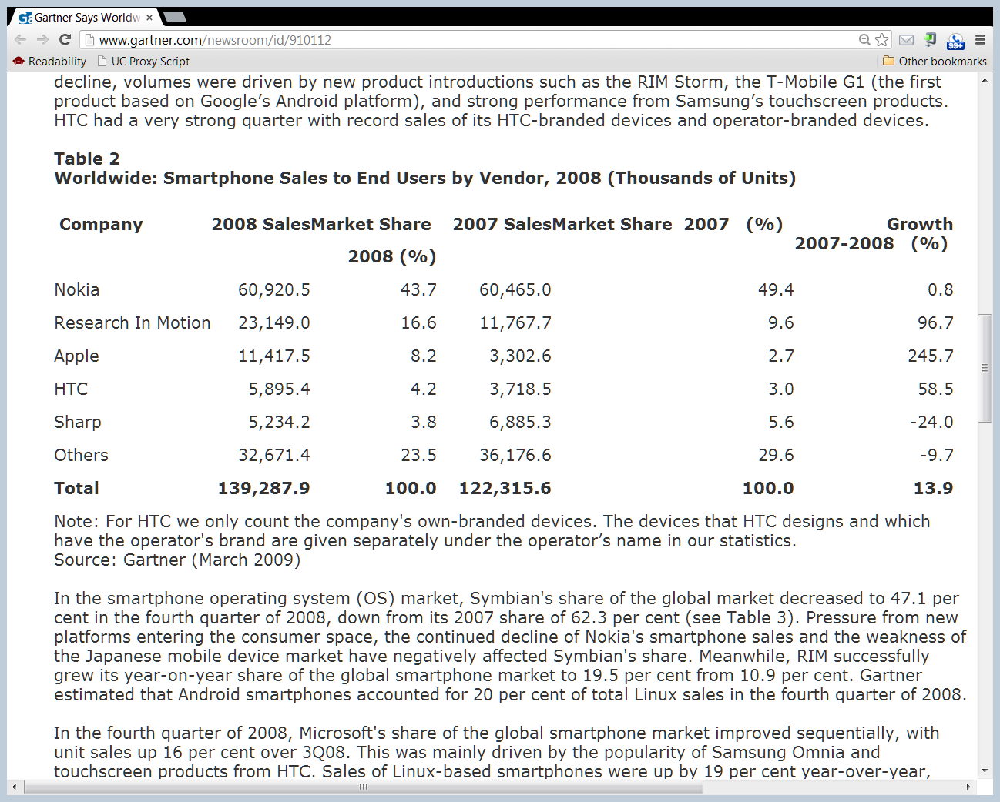 Gartner Says Worldw
www.gartner.com/newsroom/id/910112
99+
Readability UC Proxy Script Other bookmarks
decline, volumes were driven by new product introductions such as the RIM Storm, the T-Mobile G1 (the first
product based on Google’s Android platform), and strong performance from Samsung’s touchscreen products.
HTC had a very strong quarter with record sales of its HTC-branded devices and operator-branded devices.
Table 2
Worldwide: Smartphone Sales to End Users by Vendor, 2008 (Thousands of Units)
Company 2008 Sales Market Share 2008 (%) 2007 Sales Market Share 2007 (%) Growth 2007-2008 (%)
Nokia 60,920.5 43.7 60,465.0 49.4 0.8
Research In Motion 23,149.0 16.6 11,767.7 9.6 96.7
Apple 11,417.5 8.2 3,302.6 2.7 245.7
HTC 5,895.4 4.2 3,718.5 3.0 58.5
Sharp 5,234.2 3.8 6,885.3 5.6 -24.0
Others 32,671.4 23.5 36,176.6 29.6 -9.7
Total 139,287.9 100.0 122,315.6 100.0 13.9
Note: For HTC we only count the company's own-branded devices. The devices that HTC designs and which
have the operator's brand are given separately under the operator’s name in our statistics.
Source: Gartner (March 2009)
In the smartphone operating system (OS) market, Symbian's share of the global market decreased to 47.1 per
cent in the fourth quarter of 2008, down from its 2007 share of 62.3 per cent (see Table 3). Pressure from new
platforms entering the consumer space, the continued decline of Nokia's smartphone sales and the weakness of
the Japanese mobile device market have negatively affected Symbian's share. Meanwhile, RIM successfully
grew its year-on-year share of the global smartphone market to 19.5 per cent from 10.9 per cent. Gartner
estimated that Android smartphones accounted for 20 per cent of total Linux sales in the fourth quarter of 2008.
In the fourth quarter of 2008, Microsoft's share of the global smartphone market improved sequentially, with
unit sales up 16 per cent over 3Q08. This was mainly driven by the popularity of Samsung Omnia and
touchscreen products from HTC. Sales of Linux-based smartphones were up by 19 per cent year-over-year,